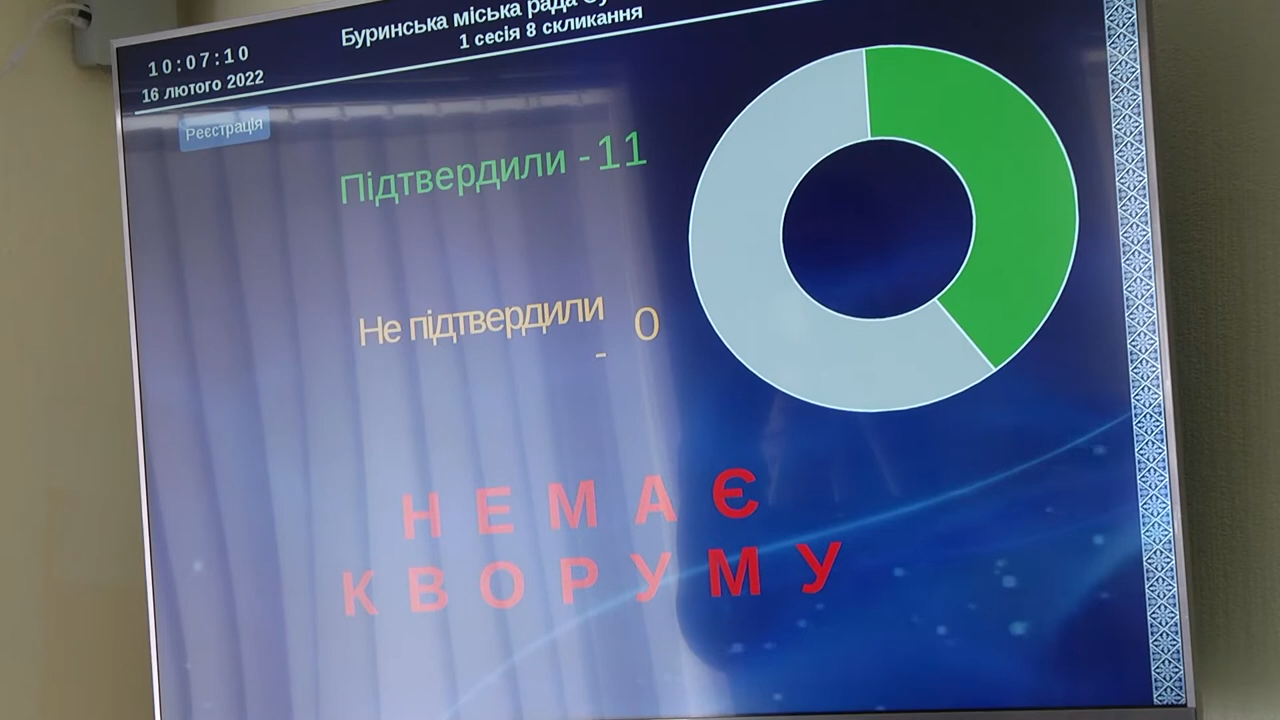 10:07:10
16 лютого 2022
Буринська міська рада
1 сесія 8 скликання
Реєстрація
Підтвердили - 11
Не підтвердили
- 0
НЕМАЄ
КВОРУМУ